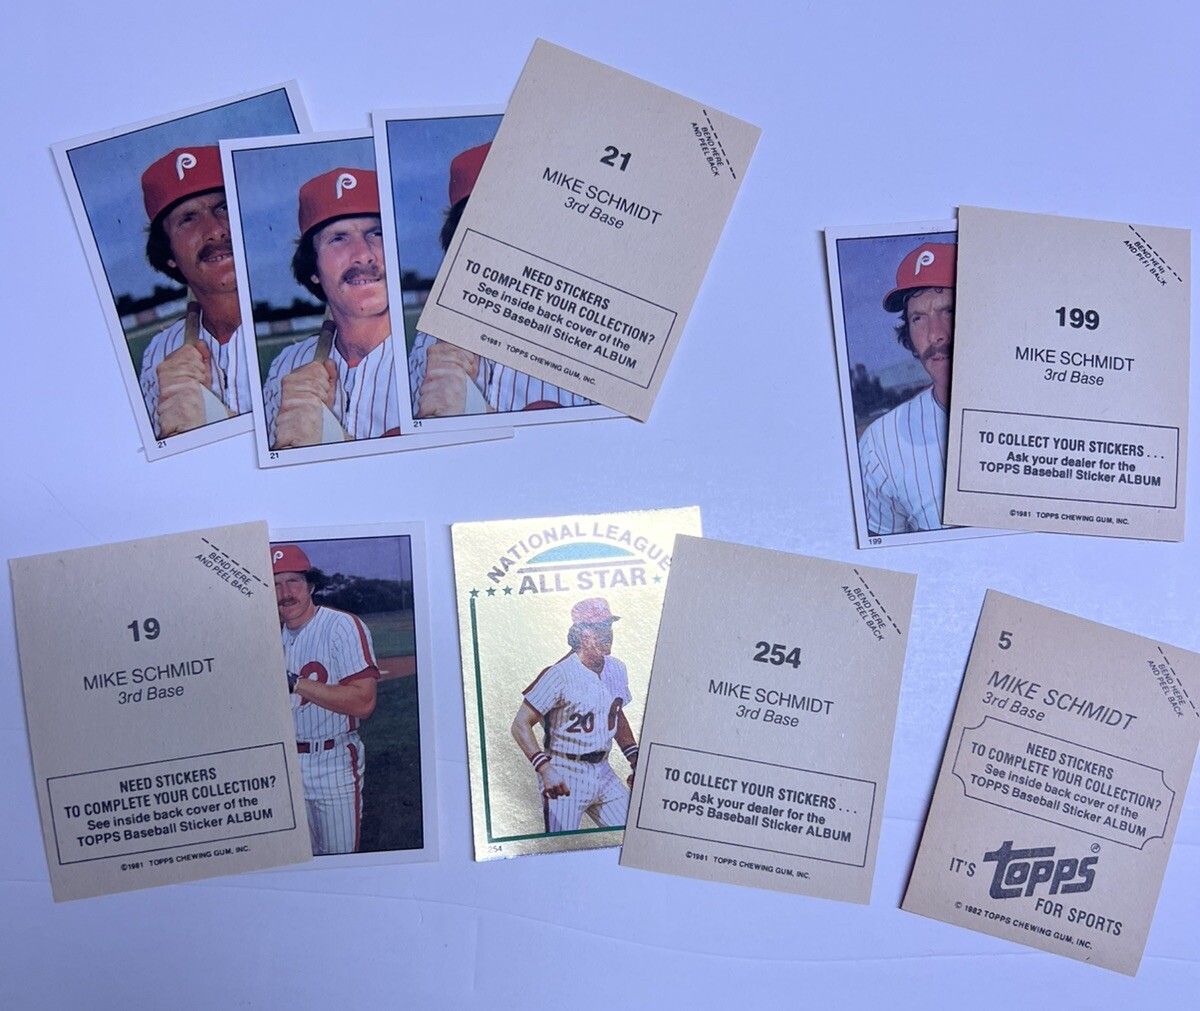 P
21
P
21
21
BEND HERE
AND PEEL BACK
21
MIKE SCHMIDT
3rd Base
NEED STICKERS
TO COMPLETE YOUR COLLECTION?
See inside back cover of the
TOPPS Baseball Sticker ALBUM
©1981 TOPPS CHEWING GUM, INC.
P
199
BEND HERE
AND PEEL BACK
199
MIKE SCHMIDT
3rd Base
TO COLLECT YOUR STICKERS...
Ask your dealer for the
TOPPS Baseball Sticker ALBUM
©1981 TOPPS CHEWING GUM, INC.
BEND HERE
AND PEEL BACK
19
MIKE SCHMIDT
3rd Base
NEED STICKERS
TO COMPLETE YOUR COLLECTION?
See inside back cover of the
TOPPS Baseball Sticker ALBUM
©1981 TOPPS CHEWING GUM, INC.
P
P
NATIONAL LEAGUE
ALL STAR
20 P
254
BEND HERE
AND PEEL BACK
254
MIKE SCHMIDT
3rd Base
TO COLLECT YOUR STICKERS...
Ask your dealer for the
TOPPS Baseball Sticker ALBUM
©1981 TOPPS CHEWING GUM, INC.
BEND HERE
AND PEEL BACK
5
MIKE SCHMIDT
3rd Base
NEED STICKERS
TO COMPLETE YOUR COLLECTION?
See inside back cover of the
TOPPS Baseball Sticker ALBUM
IT'S topps®
FOR SPORTS
© 1982 TOPPS CHEWING GUM, INC.